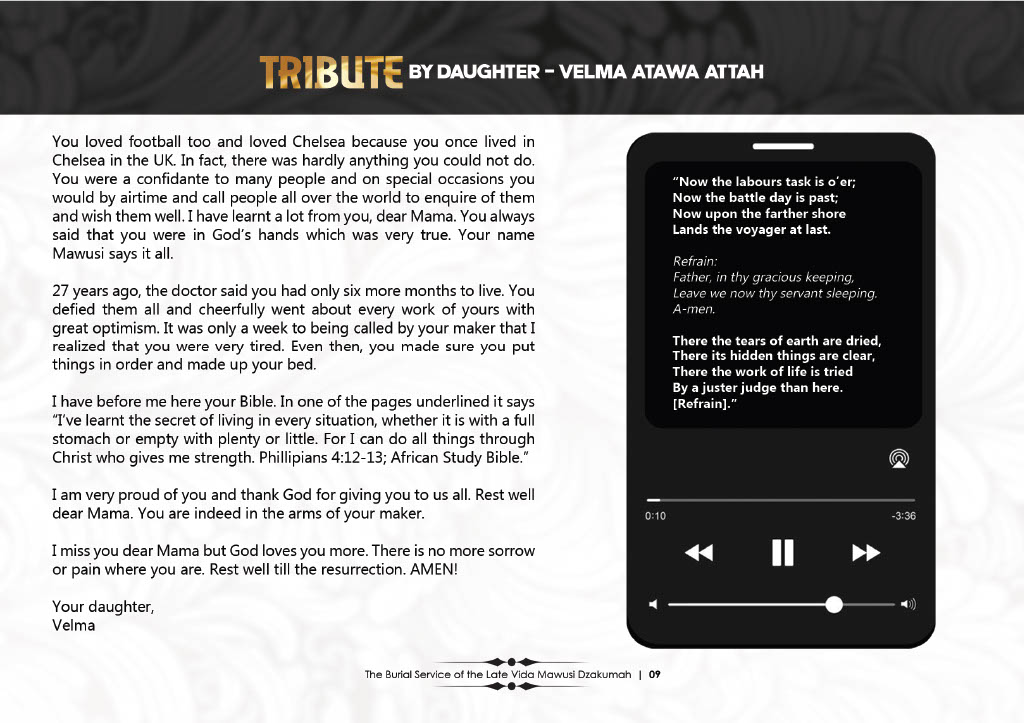 TRIBUTE BY DAUGHTER – VELMA ATAWA ATTAH
You loved football too and loved Chelsea because you once lived in
Chelsea in the UK. In fact, there was hardly anything you could not do.
You were a confidante to many people and on special occasions you
would by airtime and call people all over the world to enquire of them
and wish them well. I have learnt a lot from you, dear Mama. You always
said that you were in God's hands which was very true. Your name
Mawusi says it all.
27 years ago, the doctor said you had only six more months to live. You
defied them all and cheerfully went about every work of yours with
great optimism. It was only a week to being called by your maker that I
realized that you were very tired. Even then, you made sure you put
things in order and made up your bed.
I have before me here your Bible. In one of the pages underlined it says
“I've learnt the secret of living in every situation, whether it is with a full
stomach or empty with plenty or little. For I can do all things through
Christ who gives me strength. Phillipians 4:12-13; African Study Bible.”
I am very proud of you and thank God for giving you to us all. Rest well
dear Mama. You are indeed in the arms of your maker.
I miss you dear Mama but God loves you more. There is no more sorrow
or pain where you are. Rest well till the resurrection. AMEN!
Your daughter,
Velma
“Now the labours task is o'er;
Now the battle day is past;
Now upon the farther shore
Lands the voyager at last.
Refrain:
Father, in thy gracious keeping,
Leave we now thy servant sleeping.
A-men.
There the tears of earth are dried,
There its hidden things are clear,
There the work of life is tried
By a juster judge than here.
[Refrain].”
0:10 -3:36
The Burial Service of the Late Vida Mawusi Dzakumah | 09